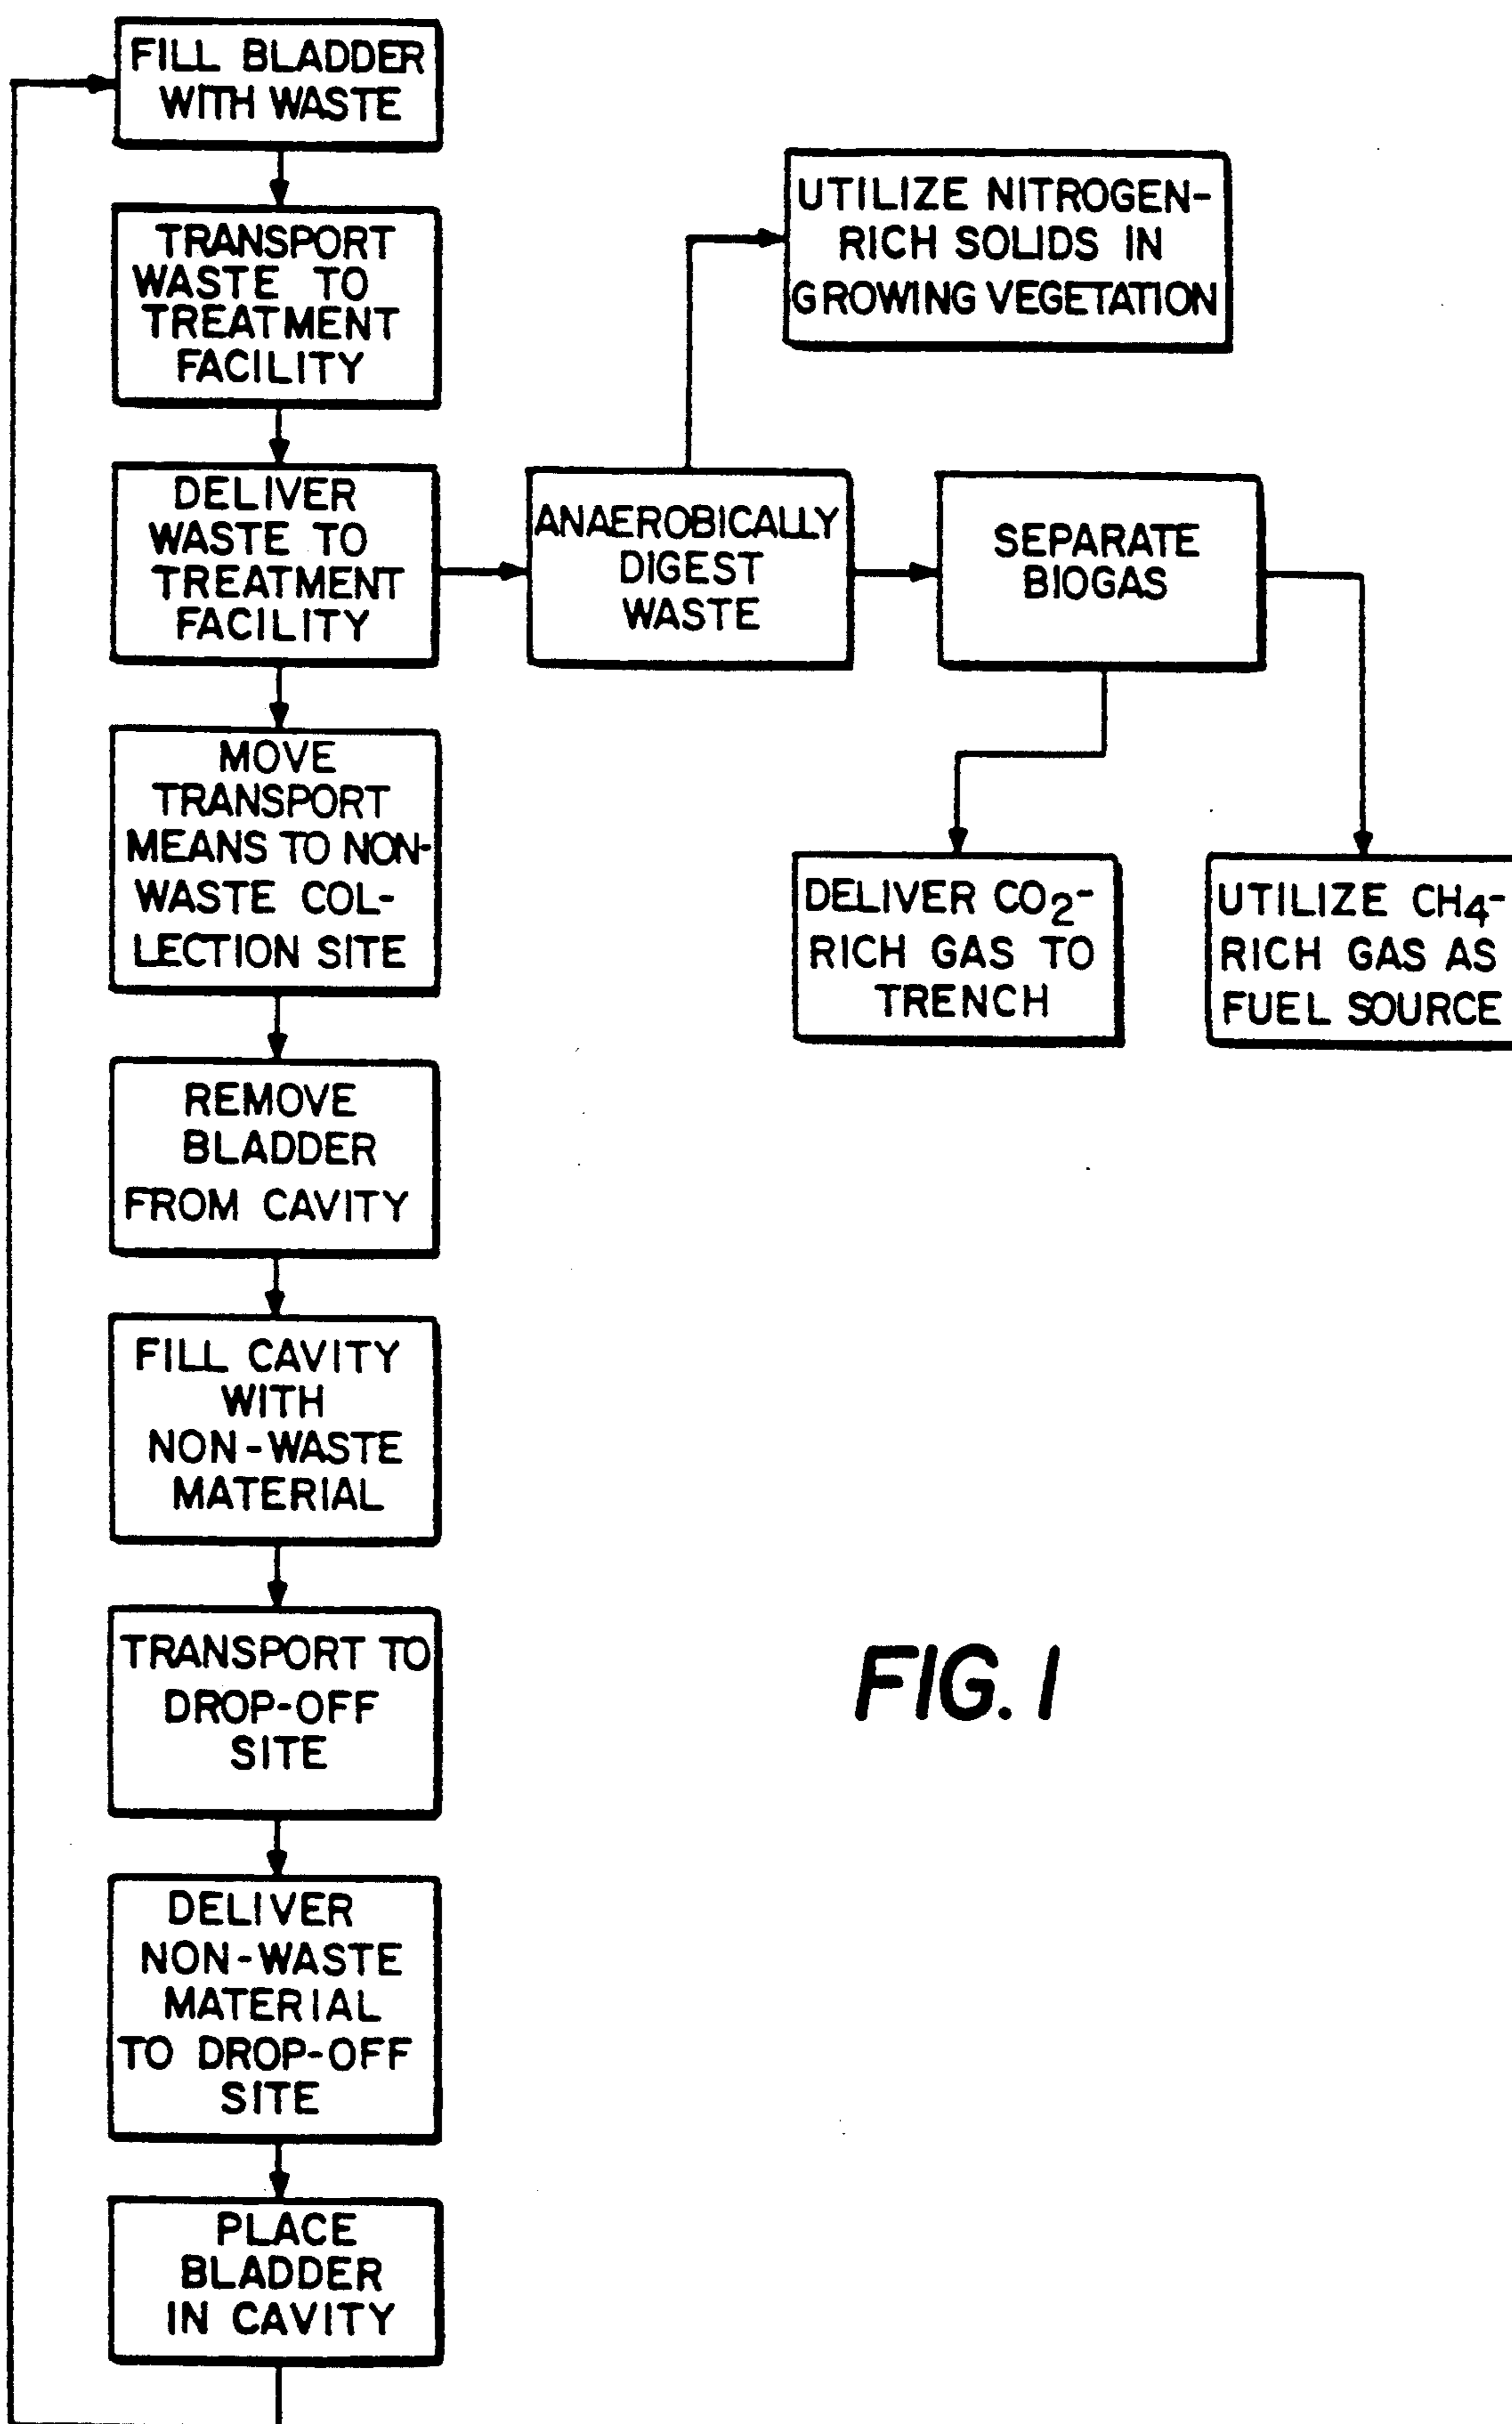 FILL BLADDER
WITH WASTE
TRANSPORT
WASTE TO
TREATMENT
FACILITY
DELIVER
WASTE TO
TREATMENT
FACILITY
MOVE
TRANSPORT
MEANS TO NON-
WASTE COL-
LECTION SITE
REMOVE
BLADDER
FROM CAVITY
FILL CAVITY
WITH
NON-WASTE
MATERIAL
TRANSPORT TO
DROP-OFF
SITE
DELIVER
NON-WASTE
MATERIAL
TO DROP-OFF
SITE
PLACE
BLADDER
IN CAVITY
UTILIZE NITROGEN-
RICH SOLIDS IN
GROWING VEGETATION
ANAEROBICALLY
DIGEST
WASTE
SEPARATE
BIOGAS
DELIVER CO₂-
RICH GAS TO
TRENCH
UTILIZE CH₄-
RICH GAS AS
FUEL SOURCE
FIG. 1